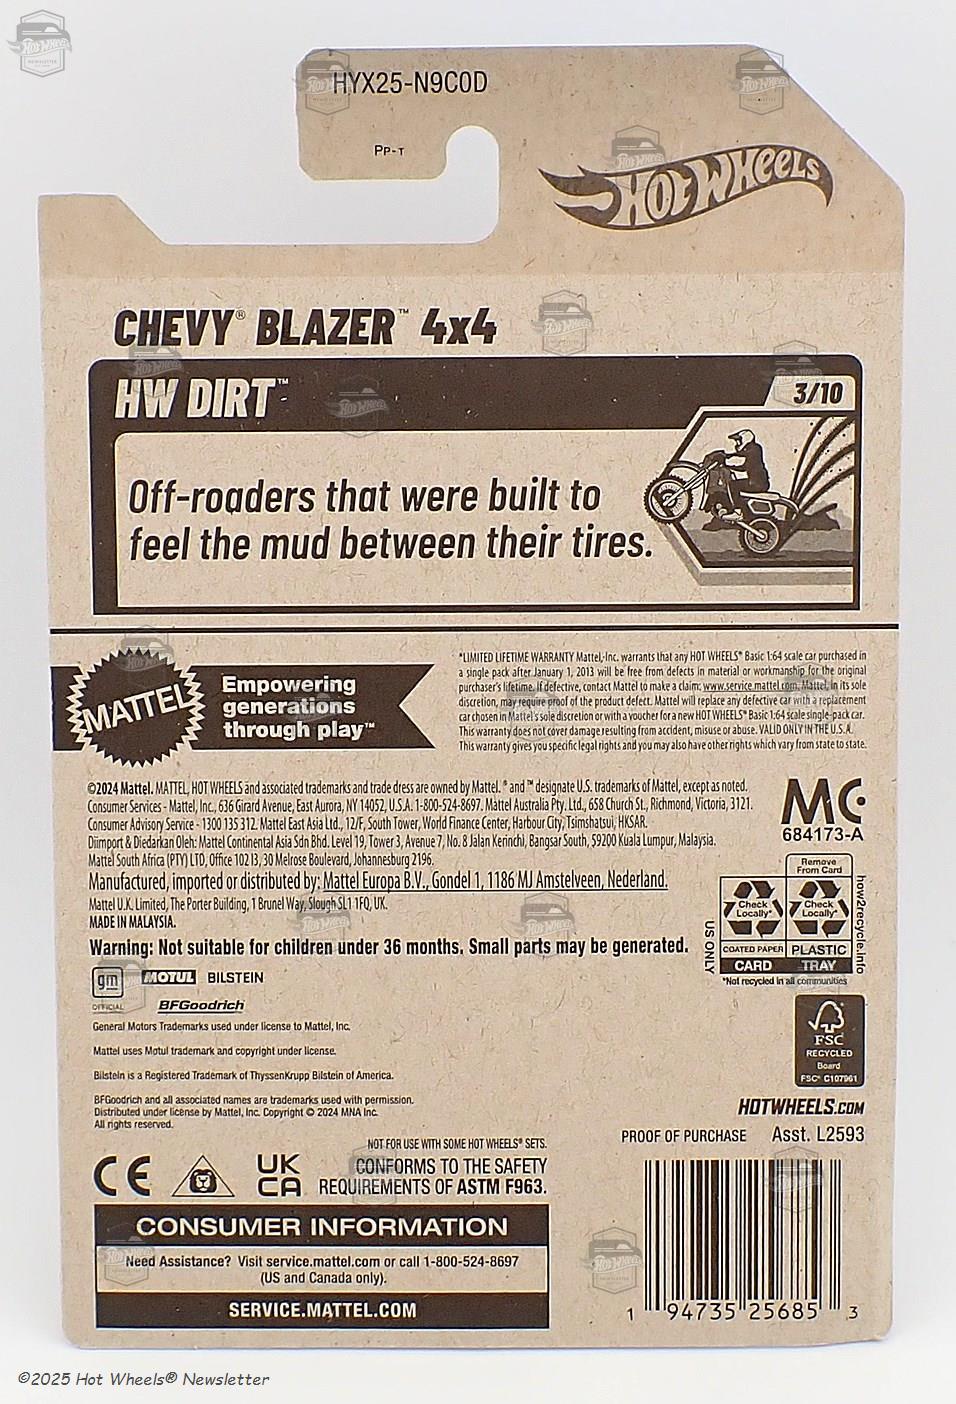 HYX25-N9C0D
Pp-T
Hot Wheels
CHEVY® BLAZER™ 4x4
HW DIRT™
3/10
Off-roaders that were built to
feel the mud between their tires.
MATTEL
Empowering
generations
through play™
*LIMITED LIFETIME WARRANTY Mattel, Inc. warrants that any HOT WHEELS® Basic 1:64 scale car purchased in
a single pack after January 1, 2013 will be free from defects in material or workmanship for the original
purchaser's lifetime. If defective, contact Mattel to make a claim: www.service.mattel.com. Mattel, in its sole
discretion, may require proof of the product defect. Mattel will replace any defective car with a replacement
car chosen in Mattel's sole discretion or with a voucher for a new HOT WHEELS® Basic 1:64 scale single-pack car.
This warranty does not cover damage resulting from accident, misuse or abuse. VALID ONLY IN THE U.S.A.
This warranty gives you specific legal rights and you may also have other rights which vary from state to state.
©2024 Mattel. MATTEL, HOT WHEELS and associated trademarks and trade dress are owned by Mattel. ® and ™ designate U.S. trademarks of Mattel, except as noted.
Consumer Services - Mattel, Inc., 636 Girard Avenue, East Aurora, NY 14052, U.S.A. 1-800-524-8697. Mattel Australia Pty. Ltd., 658 Church St., Richmond, Victoria, 3121.
Consumer Advisory Service - 1300 135 312. Mattel East Asia Ltd., 12/F, South Tower, World Finance Center, Harbour City, Tsimshatsui, HKSAR.
Diimport & Diedarkan Oleh: Mattel Continental Asia Sdn Bhd. Level 19, Tower 3, Avenue 7, No. 8 Jalan Kerinchi, Bangsar South, 59200 Kuala Lumpur, Malaysia.
Mattel South Africa (PTY) LTD, Office 102 I3, 30 Melrose Boulevard, Johannesburg 2196.
Manufactured, imported or distributed by: Mattel Europa B.V., Gondel 1, 1186 MJ Amstelveen, Nederland.
Mattel U.K. Limited, The Porter Building, 1 Brunel Way, Slough SL1 1FQ, UK.
MADE IN MALAYSIA.
Warning: Not suitable for children under 36 months. Small parts may be generated.
MC
684173-A
Remove
From Card
Check
Locally*
Check
Locally*
COATED PAPER
PLASTIC
CARD
TRAY
US ONLY
how2recycle.info
*Not recycled in all communities
gm
OFFICIAL
MOTUL
BILSTEIN
BFGoodrich
General Motors Trademarks used under license to Mattel, Inc.
Mattel uses Motul trademark and copyright under license.
Bilstein is a Registered Trademark of ThyssenKrupp Bilstein of America.
BFGoodrich and all associated names are trademarks used with permission.
Distributed under license by Mattel, Inc. Copyright © 2024 MNA Inc.
All rights reserved.
FSC
RECYCLED
Board
FSC® C107961
HOTWHEELS.COM
PROOF OF PURCHASE Asst. L2593
NOT FOR USE WITH SOME HOT WHEELS® SETS.
CE
UK
CA
CONFORMS TO THE SAFETY
REQUIREMENTS OF ASTM F963.
CONSUMER INFORMATION
Need Assistance? Visit service.mattel.com or call 1-800-524-8697
(US and Canada only).
SERVICE.MATTEL.COM
1 94735 25685 3
©2025 Hot Wheels® Newsletter